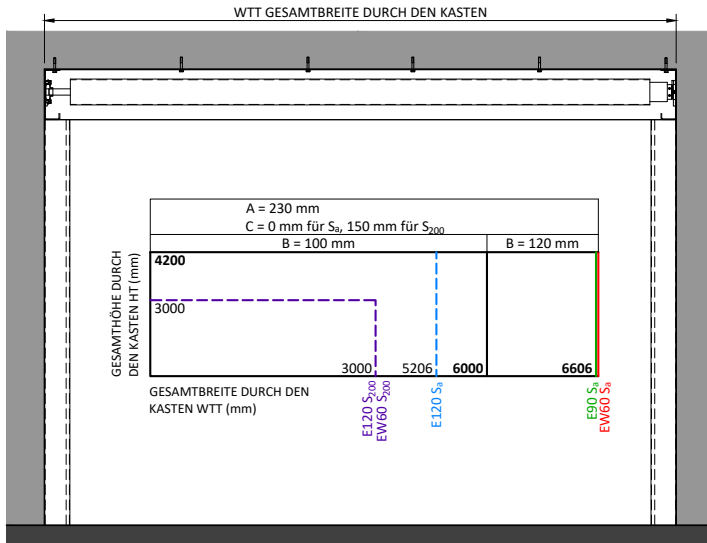 WTT GESAMTBREITE DURCH DEN KASTEN
A = 230 mm
C = 0 mm für Sa, 150 mm für S200
B = 100 mm
B = 120 mm
GESAMTHÖHE DURCH
DEN KASTEN HT (mm)
4200
3000
3000
5206
6000
6606
GESAMTBREITE DURCH DEN
KASTEN WTT (mm)
E120 S200
EW60 S200
E120 Sa
E90 Sa
EW60 Sa